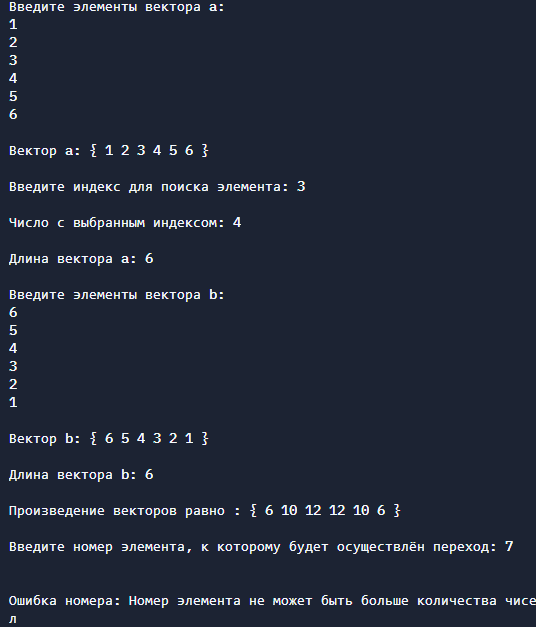 Введите элементы вектора a:
1
2
3
4
5
6
Вектор a: { 1 2 3 4 5 6 }
Введите индекс для поиска элемента: 3
Число с выбранным индексом: 4
Длина вектора a: 6
Введите элементы вектора b:
6
5
4
3
2
1
Вектор b: { 6 5 4 3 2 1 }
Длина вектора b: 6
Произведение векторов равно : { 6 10 12 12 10 6 }
Введите номер элемента, к которому будет осуществлён переход: 7
Ошибка номера: Номер элемента не может быть больше количества чисе
л